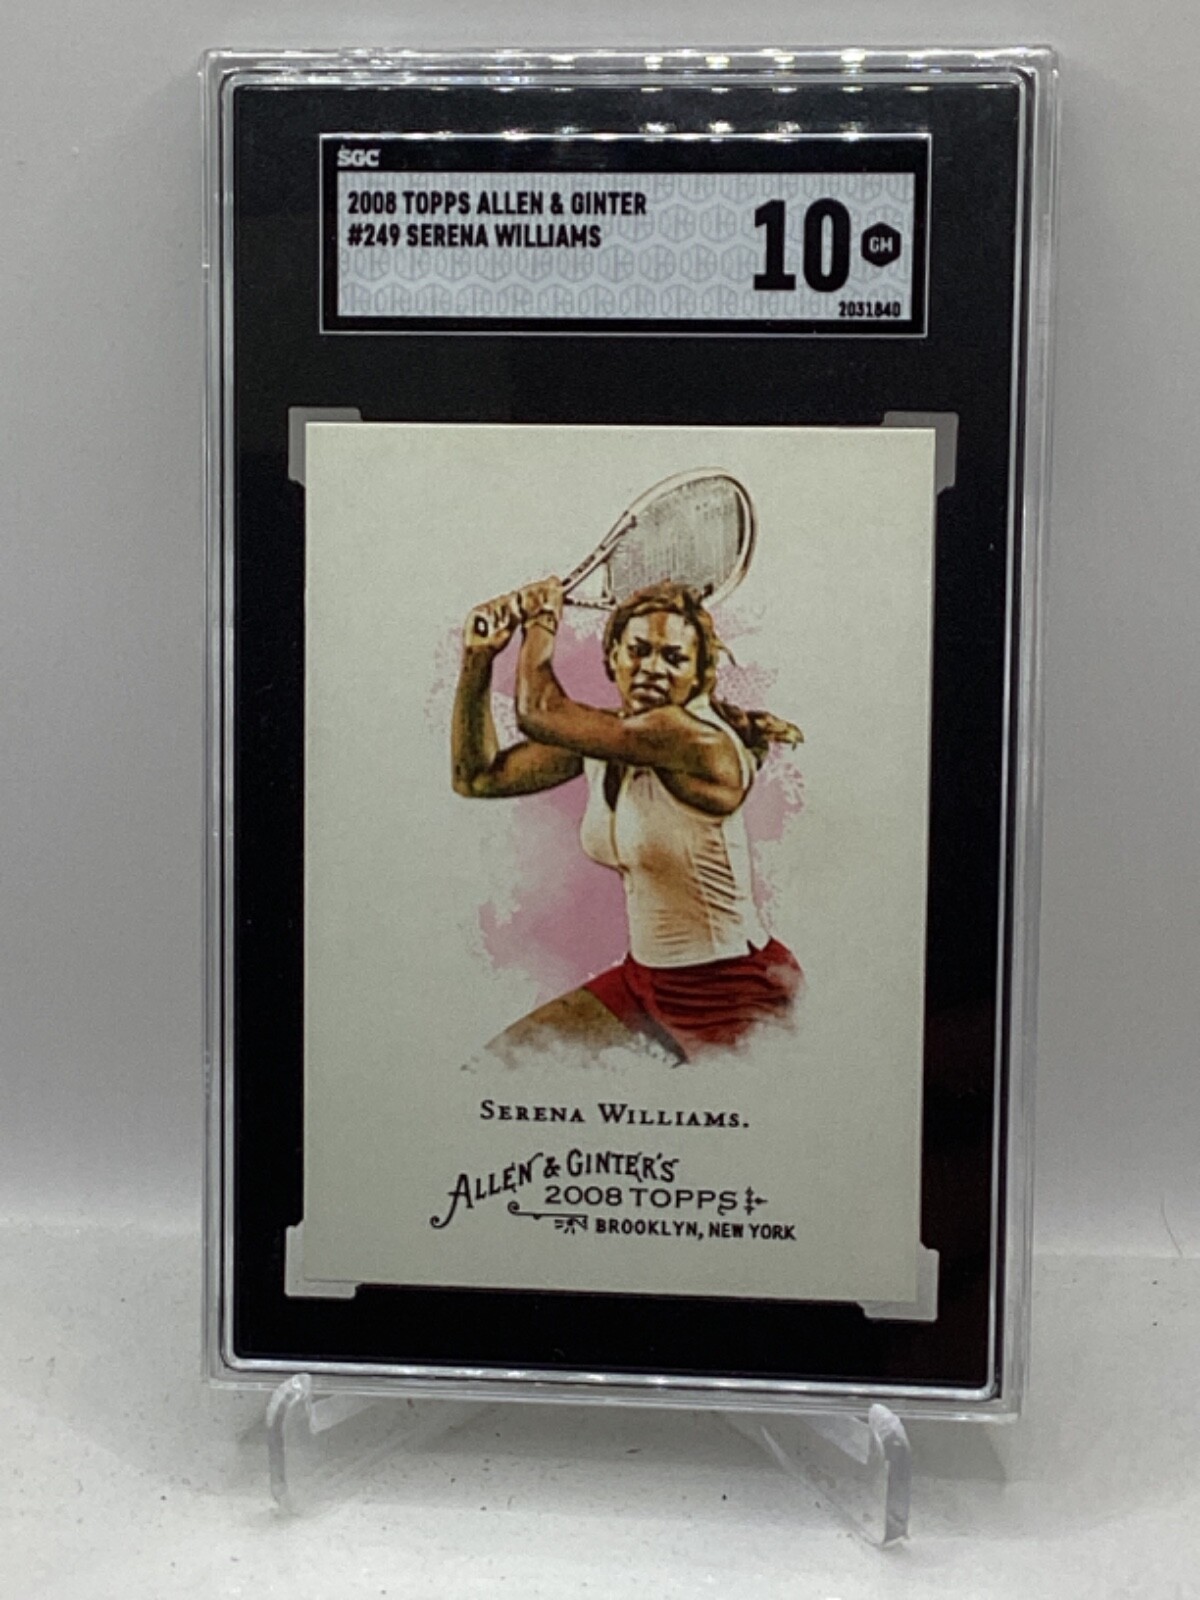 SGC
2008 TOPPS ALLEN & GINTER
#249 SERENA WILLIAMS
10 GM
2031840
SERENA WILLIAMS.
ALLEN & GINTER'S
2008 TOPPS
BROOKLYN, NEW YORK